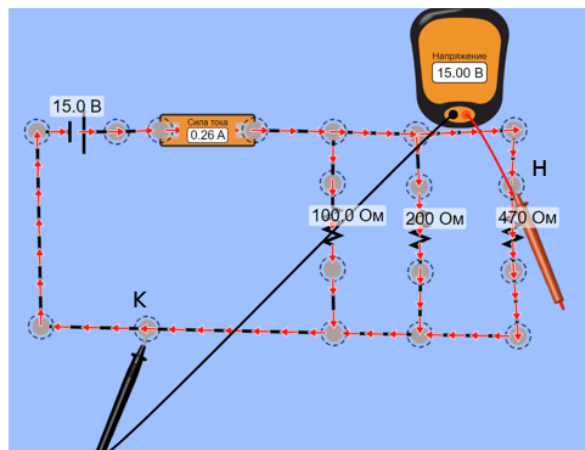 Напряжение
15.00 В
15.0 В
Сила тока
0.26 А
Н
100.0 Ом
200 Ом
470 Ом
К